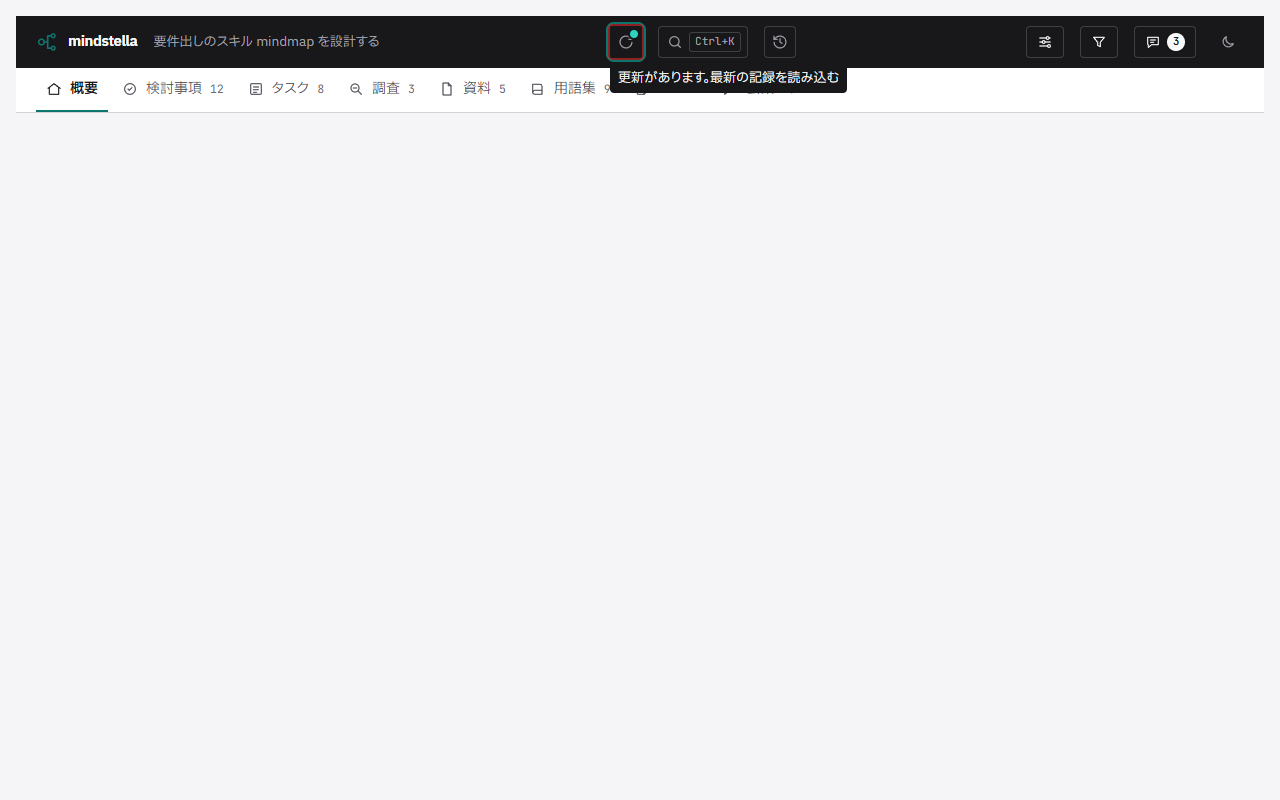 mindstella 要件出しのスキル mindmap を設計する Ctrl+K 3
更新があります。最新の記録を読み込む
概要 検討事項 12 タスク 8 調査 3 資料 5 用語集